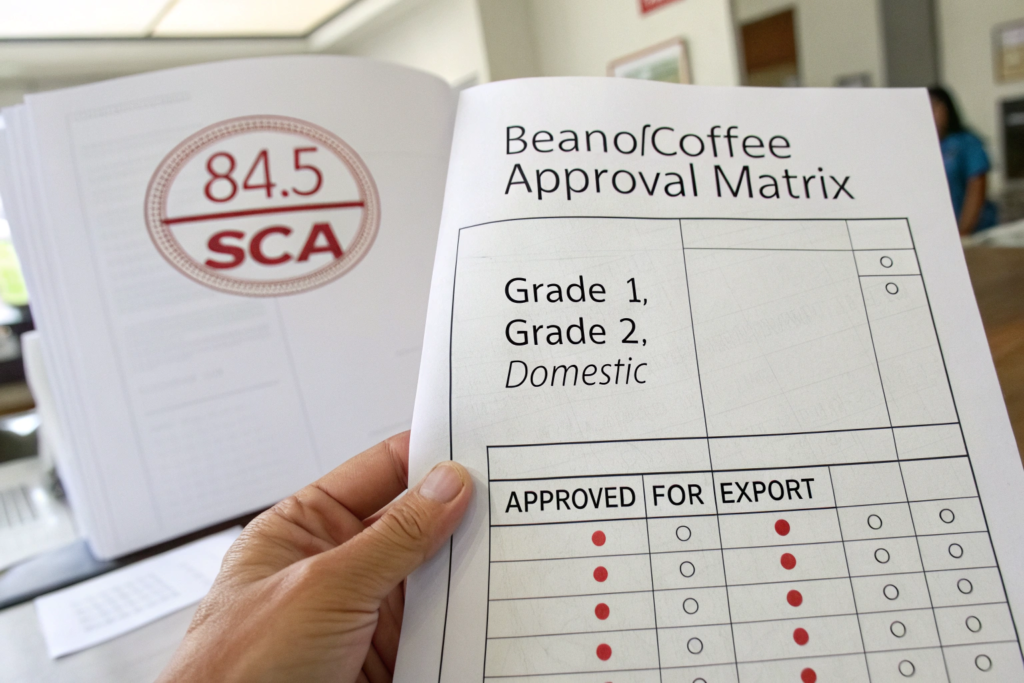 84.5
SCA
Beano/Coffee
Approval Matrix
Grade 1,
Grade 2,
Domestic
APPROVED FOR EXPORT